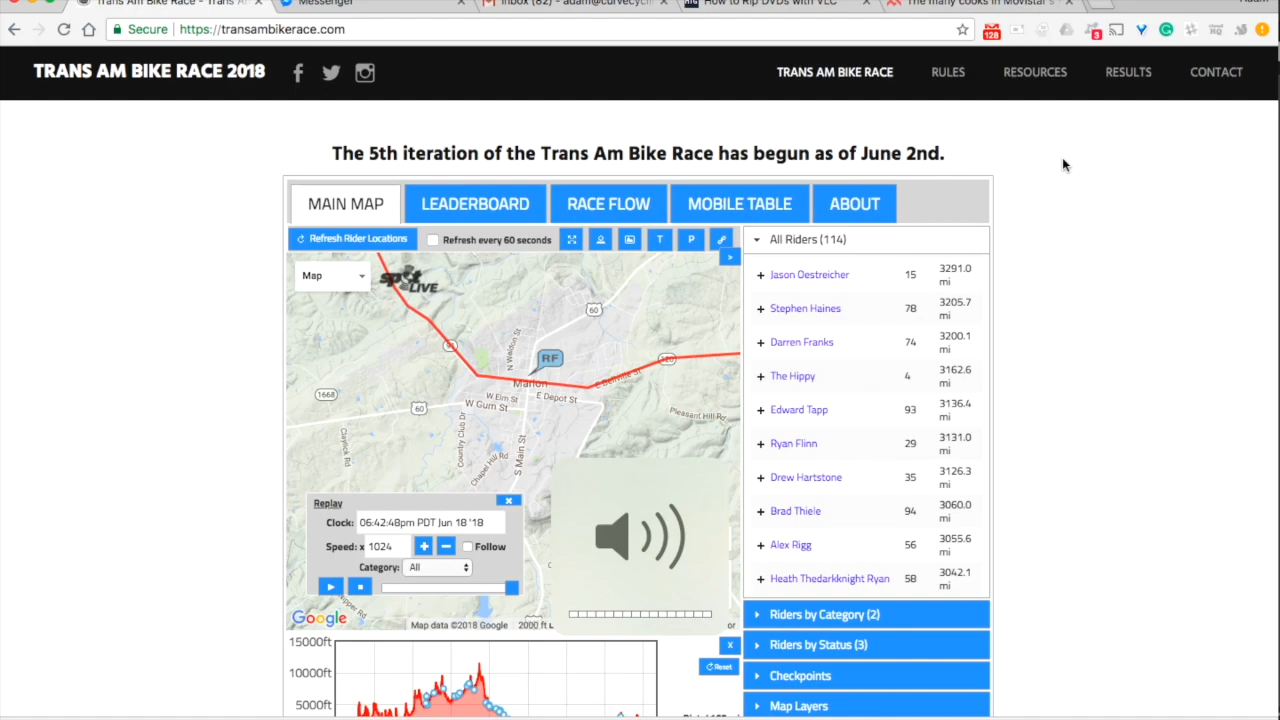 Trans Am Bike Race 2018 - Trans Am
Messenger
Inbox (82) - adam@curvecycling
How to Rip DVDs with VLC
The many cooks in Movistar's
Secure
https://transambikerace.com
128
3
TRANS AM BIKE RACE 2018
TRANS AM BIKE RACE
RULES
RESOURCES
RESULTS
CONTACT
The 5th iteration of the Trans Am Bike Race has begun as of June 2nd.
MAIN MAP
LEADERBOARD
RACE FLOW
MOBILE TABLE
ABOUT
Refresh Rider Locations
Refresh every 60 seconds
T
P
>
Map
spot
LIVE
60
N Weldon St
91
RF
120
Marion
E Bellville St
1668
W Elm St
E Depot St
60
W Gum St
Country Club Dr
Pleasant Hill Rd
Claylick Rd
S Main St
Chapel Hill Rd
Replay
x
Clock: 06:42:48pm PDT Jun 18 '18
Speed: x 1024
+
-
Follow
Category: All
Google
Map data ©2018 Google
2000 ft
or
15000ft
10000ft
5000ft
X
Reset
All Riders (114)
+ Jason Oestreicher 15 3291.0 mi
+ Stephen Haines 78 3205.7 mi
+ Darren Franks 74 3200.1 mi
+ The Hippy 4 3162.6 mi
+ Edward Tapp 93 3136.4 mi
+ Ryan Flinn 29 3131.0 mi
+ Drew Hartstone 35 3126.3 mi
+ Brad Thiele 94 3060.0 mi
+ Alex Rigg 56 3055.6 mi
+ Heath Thedarkknight Ryan 58 3042.1 mi
Riders by Category (2)
Riders by Status (3)
Checkpoints
Map Layers